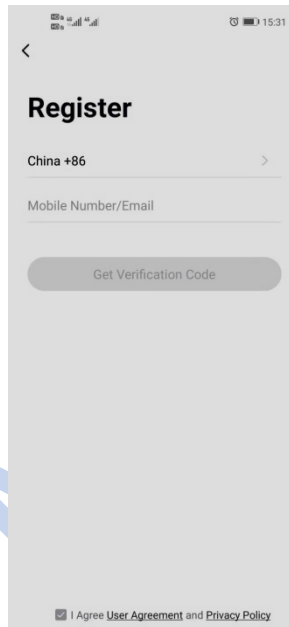 15:31
Register
China +86
Mobile Number/Email
Get Verification Code
I Agree User Agreement and Privacy Policy